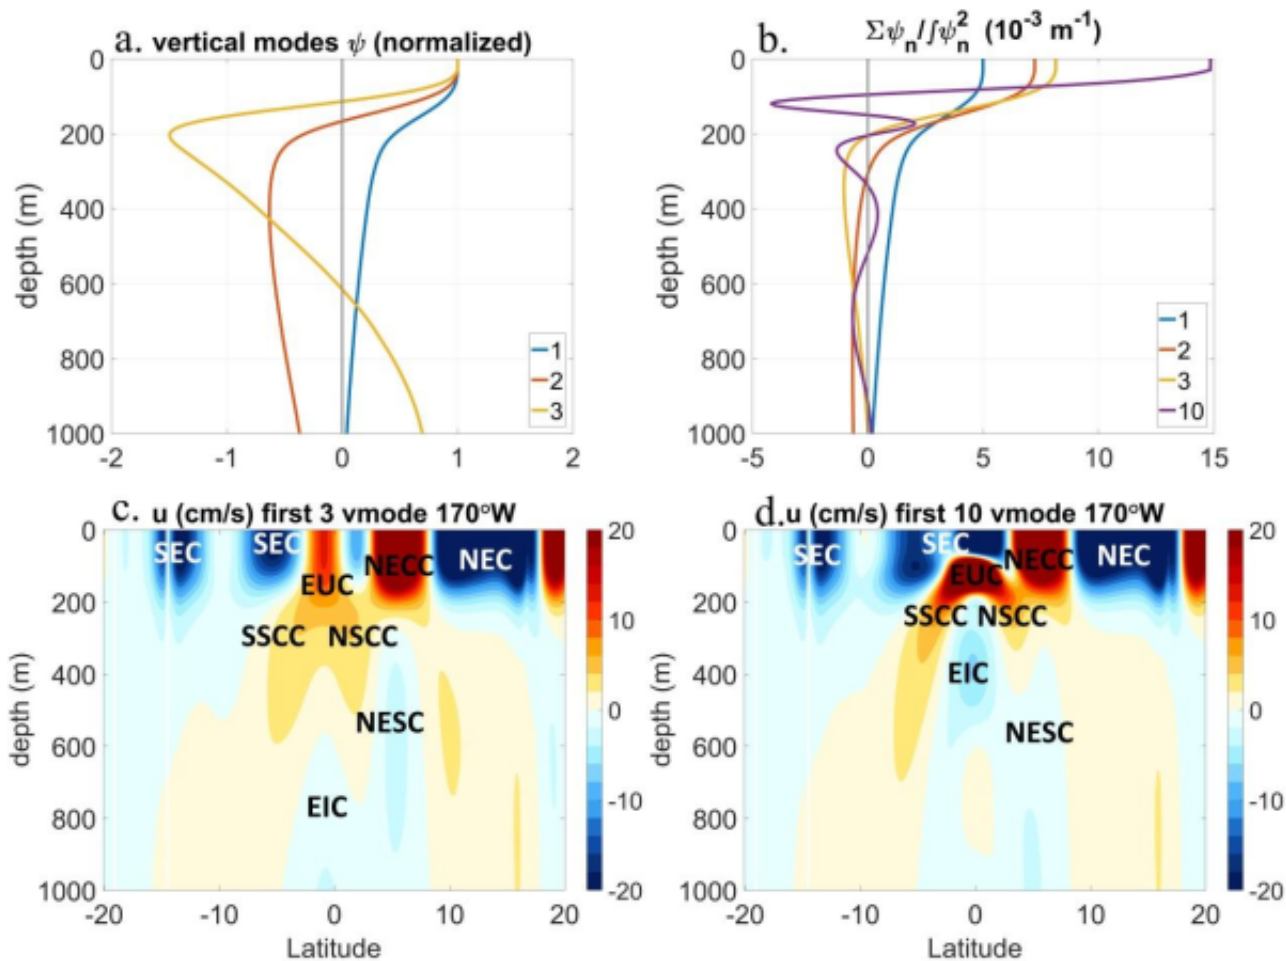 a. vertical modes ψ (normalized)
0
200
400
600
800
1000
depth (m)
-2 -1 0 1 2
1
2
3
b. Σψn/∫ψn² (10⁻³ m⁻¹)
0
200
400
600
800
1000
depth (m)
-5 0 5 10 15
1
2
3
10
c. u (cm/s) first 3 vmode 170°W
0
200
400
600
800
1000
depth (m)
-20 -10 0 10 20
Latitude
SEC SEC NECC NEC
EUC
SSCC NSCC
NESC
EIC
20
10
0
-10
-20
d. u (cm/s) first 10 vmode 170°W
0
200
400
600
800
1000
depth (m)
-20 -10 0 10 20
Latitude
SEC SEC NECC NEC
EUC
SSCC NSCC
EIC
NESC
20
10
0
-10
-20